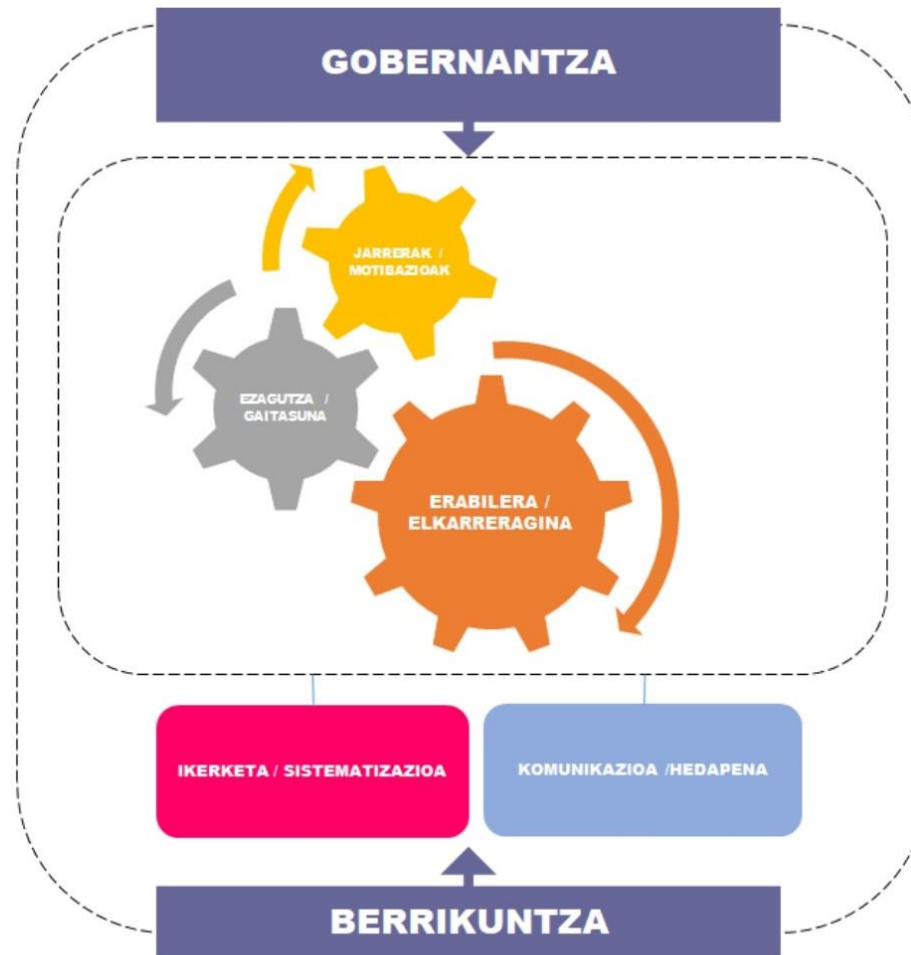 GOBERNANTZA
JARRERAK /
MOTIBAZIOAK
EZAGUTZA /
GAITASUNA
ERABILERA /
ELKARRERAGINA
IKERKETA / SISTEMATIZAZIOA
KOMUNIKAZIOA /HEDAPENA
BERRIKUNTZA